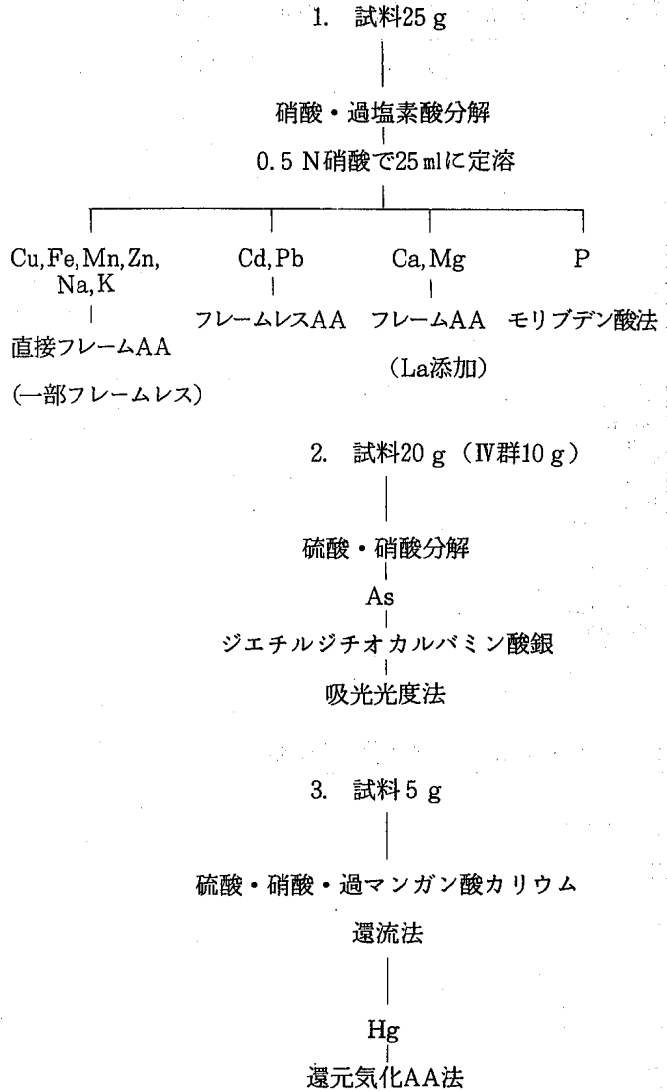 1. 試料25g
硝酸・過塩素酸分解
0.5 N硝酸で25mlに定溶
Cu,Fe,Mn,Zn,
Na,K
Cd,Pb
Ca,Mg
P
直接フレームAA
(一部フレームレス)
フレームレスAA
フレームAA
(La添加)
モリブデン酸法
2. 試料20g(Ⅳ群10g)
硫酸・硝酸分解
As
ジエチルジチオカルバミン酸銀
吸光光度法
3. 試料5g
硫酸・硝酸・過マンガン酸カリウム
還流法
Hg
還元気化AA法